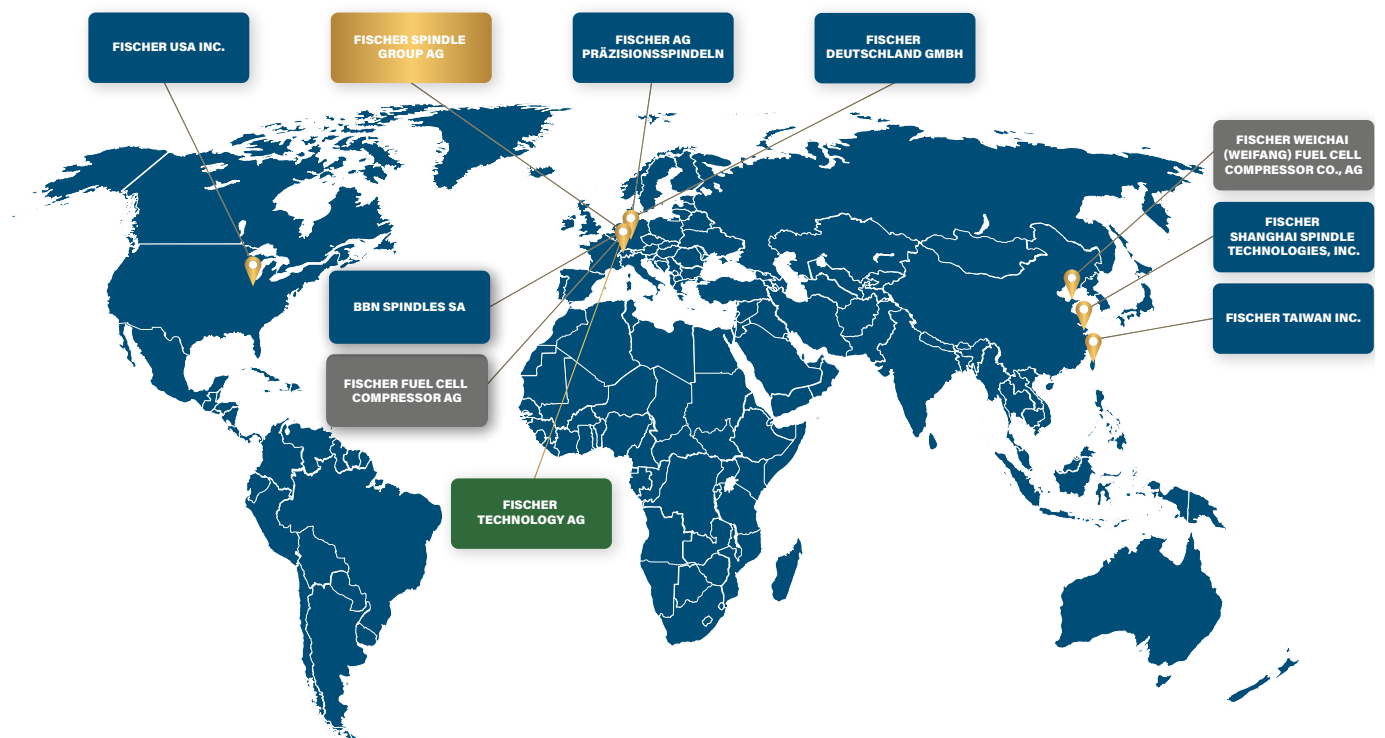 FISCHER USA INC.
FISCHER SPINDLE
GROUP AG
FISCHER AG
PRÄZISIONSSPINDELN
FISCHER
DEUTSCHLAND GMBH
FISCHER WEICHAI
(WEIFANG) FUEL CELL
COMPRESSOR CO., AG
FISCHER
SHANGHAI SPINDLE
TECHNOLOGIES, INC.
FISCHER TAIWAN INC.
BBN SPINDLES SA
FISCHER FUEL CELL
COMPRESSOR AG
FISCHER
TECHNOLOGY AG